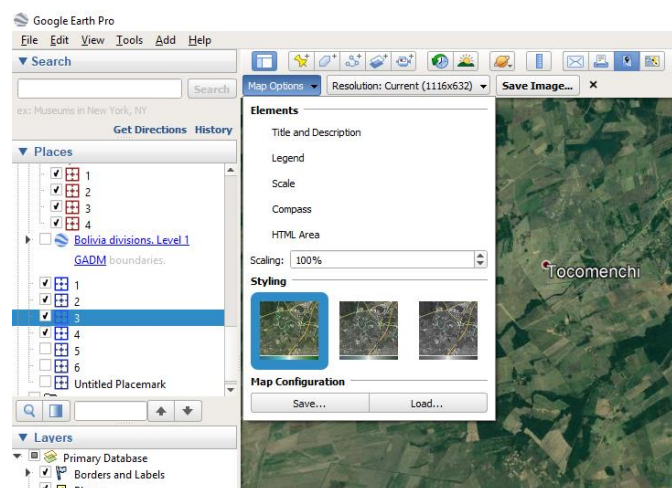 Google Earth Pro
File Edit View Tools Add Help
Search
Search
ex: Museums in New York, NY
Get Directions History
Places
1
2
3
4
Bolivia divisions. Level 1
GADM boundaries.
1
2
3
4
5
6
Untitled Placemark
Layers
Primary Database
Borders and Labels
Map Options Resolution: Current (1116x632) Save Image...
Elements
Title and Description
Legend
Scale
Compass
HTML Area
Scaling: 100%
Styling
Map Configuration
Save... Load...
Tocomenchi